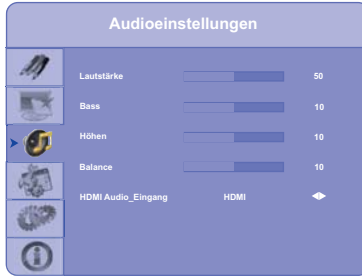 Audioeinstellungen
Lautstärke 50
Bass 10
Höhen 10
Balance 10
HDMI Audio_Eingang HDMI